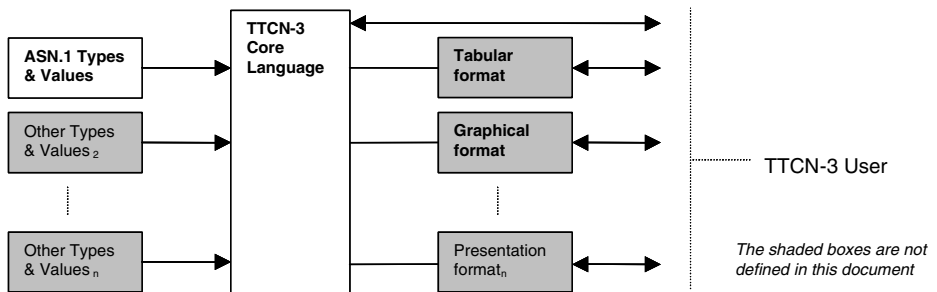 TTCN-3
Core
Language
ASN.1 Types
& Values
Other Types
& Values 2
Other Types
& Values n
Tabular
format
Graphical
format
Presentation
formatn
TTCN-3 User
The shaded boxes are not
defined in this document